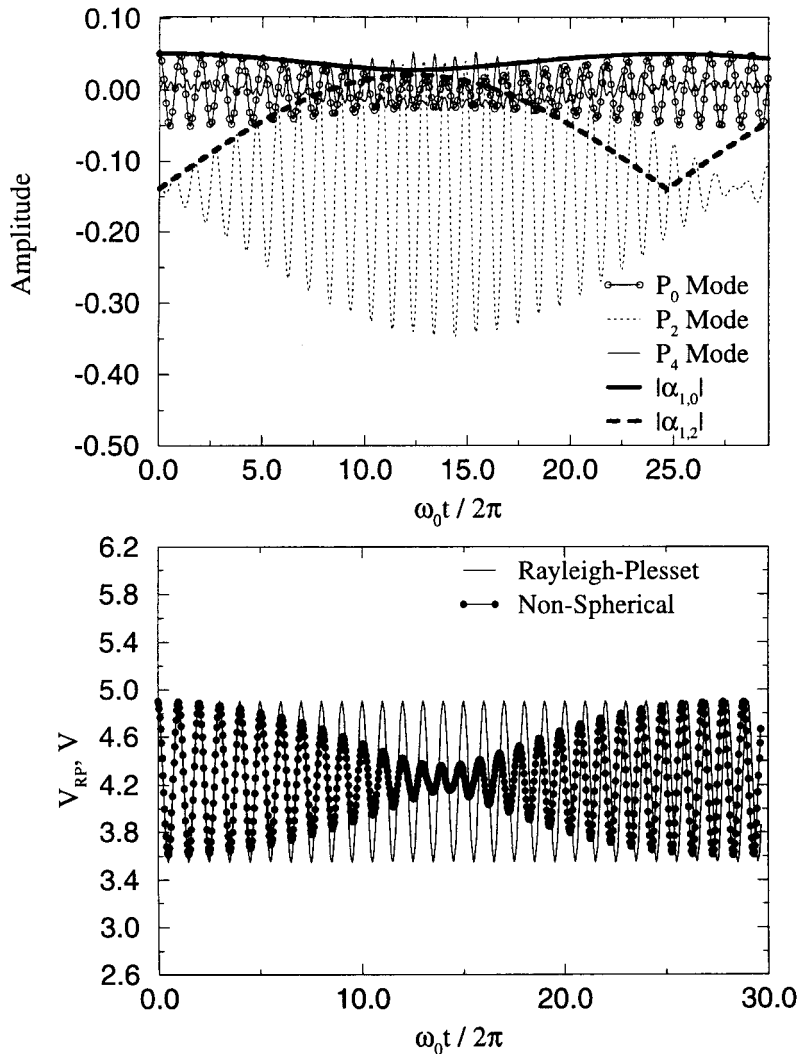 0.10
0.00
-0.10
-0.20
-0.30
-0.40
-0.50
Amplitude
P₀ Mode
P₂ Mode
P₄ Mode
|α₁,₀|
|α₁,₂|
0.0 5.0 10.0 15.0 20.0 25.0
ω₀t / 2π
6.2
5.8
5.4
5.0
4.6
4.2
3.8
3.4
3.0
2.6
V_RP, V
Rayleigh-Plesset
Non-Spherical
0.0 10.0 20.0 30.0
ω₀t / 2π